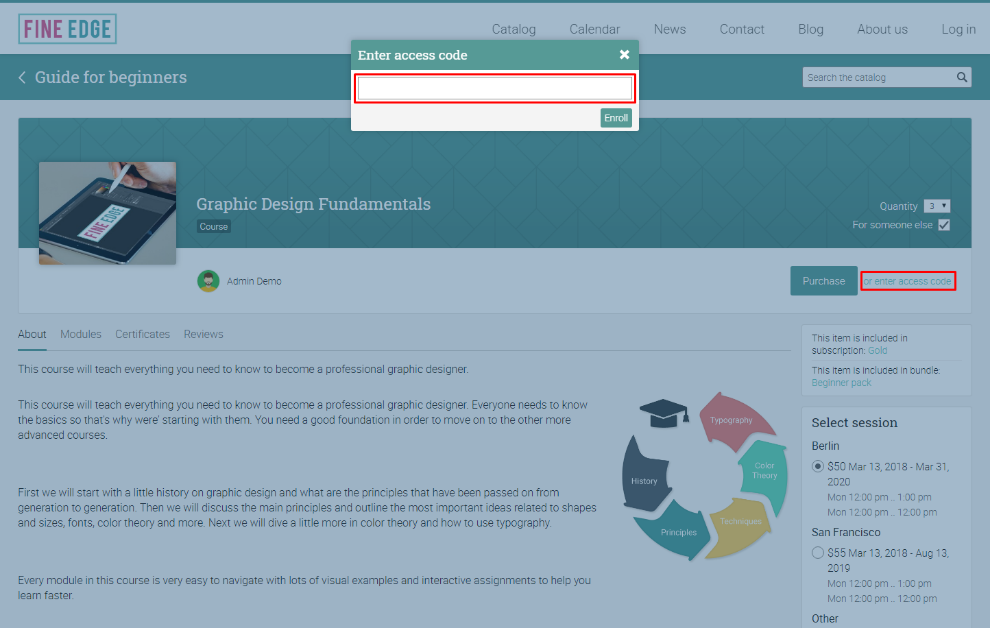 FINE EDGE
Catalog Calendar News Contact Blog About us Log in
Enter access code
Guide for beginners
Search the catalog
Enroll
FINE EDGE
Graphic Design Fundamentals
Course
Quantity 3
For someone else
Admin Demo
Purchase
or enter access code
About Modules Certificates Reviews
This course will teach everything you need to know to become a professional graphic designer.
This course will teach everything you need to know to become a professional graphic designer. Everyone needs to know
the basics so that's why were' starting with them. You need a good foundation in order to move on to the other more
advanced courses.
First we will start with a little history on graphic design and what are the principles that have been passed on from
generation to generation. Then we will discuss the main principles and outline the most important ideas related to shapes
and sizes, fonts, color theory and more. Next we will dive a little more in color theory and how to use typography.
Every module in this course is very easy to navigate with lots of visual examples and interactive assignments to help you
learn faster.
Typography
Color
Theory
Techniques
Principles
History
This item is included in
subscription: Gold
This item is included in bundle:
Beginner pack
Select session
Berlin
$50 Mar 13, 2018 - Mar 31,
2020
Mon 12:00 pm .. 1:00 pm
Mon 12:00 pm .. 12:00 pm
San Francisco
$55 Mar 13, 2018 - Aug 13,
2019
Mon 12:00 pm .. 1:00 pm
Mon 12:00 pm .. 12:00 pm
Other